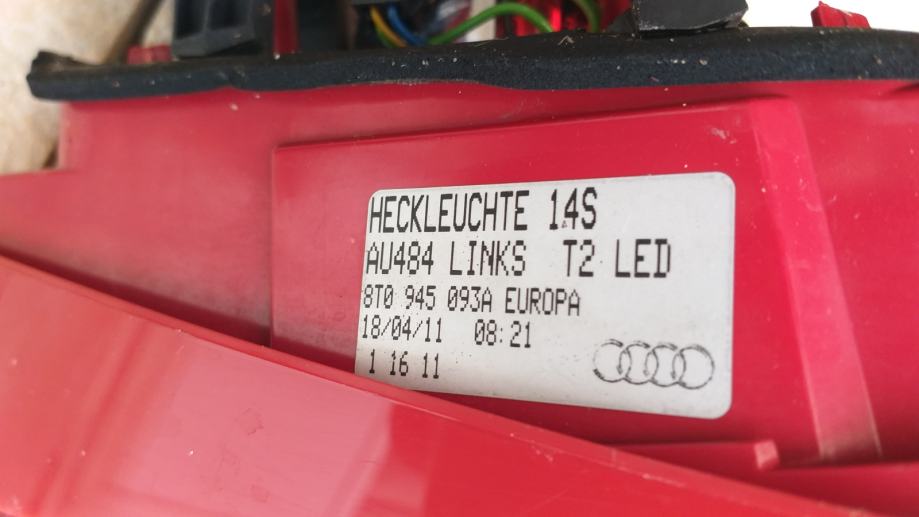 HECKLEUCHTE 14S
AU484 LINKS T2 LED
8T0 945 093A EUROPA
18/04/11 08:21
1 16 11